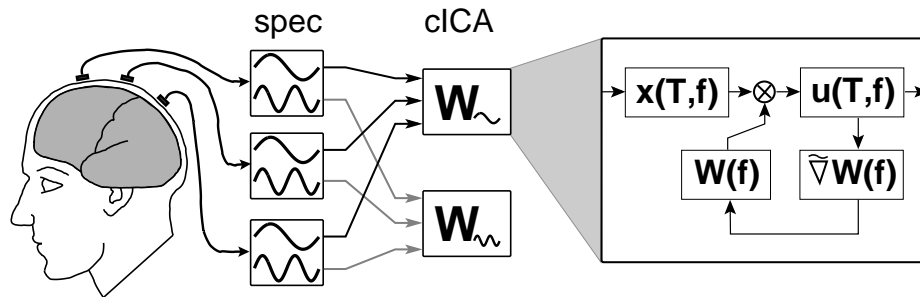 spec
cICA
W
W
x(T,f)
u(T,f)
W(f)
∇̃ W(f)